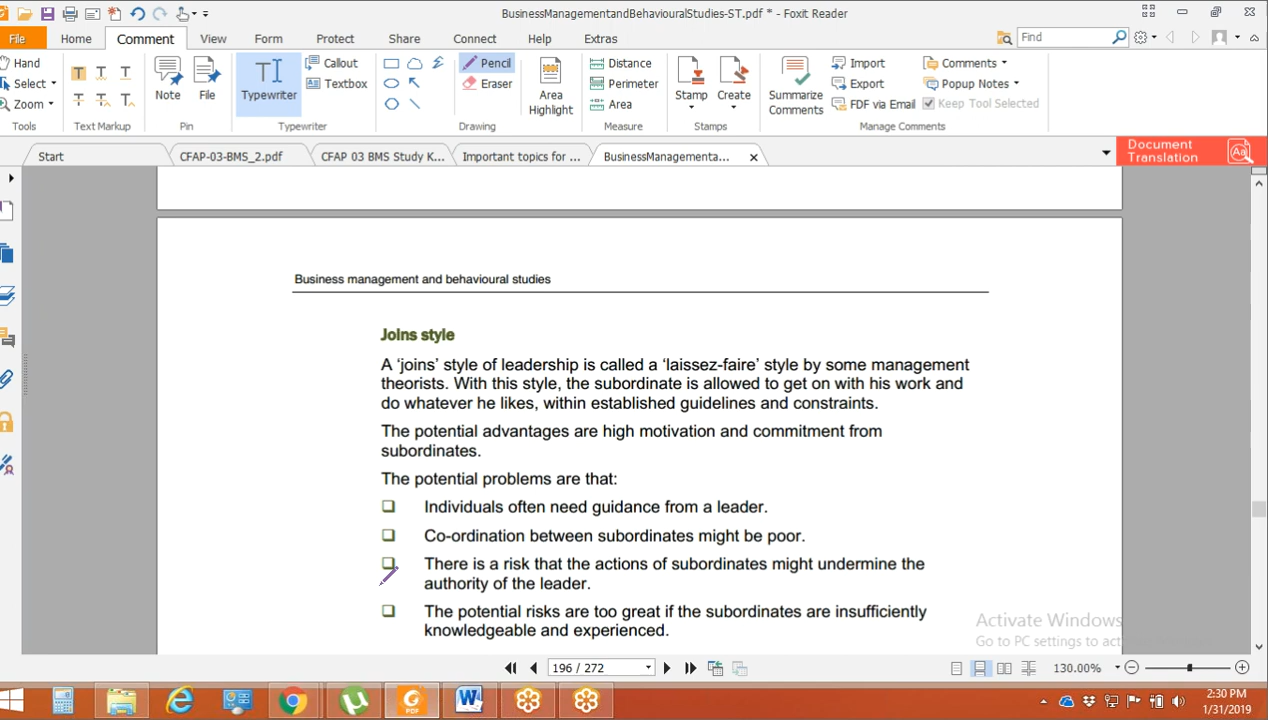 BusinessManagementandBehaviouralStudies-ST.pdf * - Foxit Reader
File Home Comment View Form Protect Share Connect Help Extras
Find
Hand
Select
Zoom
Tools
Text Markup
Note
File
Pin
Typewriter
Callout
Textbox
Typewriter
Pencil
Eraser
Area Highlight
Drawing
Distance
Perimeter
Area
Measure
Stamp
Create
Stamps
Summarize Comments
Import
Export
FDF via Email
Comments
Popup Notes
Keep Tool Selected
Manage Comments
Start
CFAP-03-BMS_2.pdf
CFAP 03 BMS Study K...
Important topics for ...
BusinessManagementa...
Document
Translation
Business management and behavioural studies
Joins style
A ‘joins’ style of leadership is called a ‘laissez-faire’ style by some management
theorists. With this style, the subordinate is allowed to get on with his work and
do whatever he likes, within established guidelines and constraints.
The potential advantages are high motivation and commitment from
subordinates.
The potential problems are that:
Individuals often need guidance from a leader.
Co-ordination between subordinates might be poor.
There is a risk that the actions of subordinates might undermine the
authority of the leader.
The potential risks are too great if the subordinates are insufficiently
knowledgeable and experienced.
Activate Windows
Go to PC settings to
196 / 272
130.00%
2:30 PM
1/31/2019